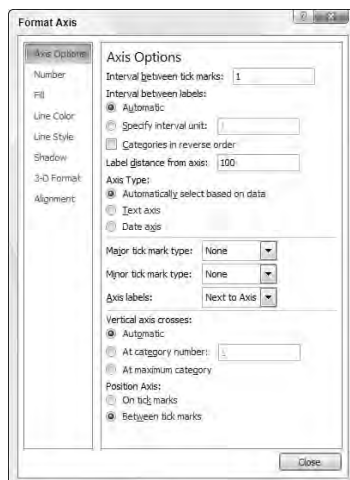 Format Axis
Axis Options
Number
Fill
Line Color
Line Style
Shadow
3-D Format
Alignment
Axis Options
Interval between tick marks: 1
Interval between labels:
Automatic
Specify interval unit: 1
Categories in reverse order
Label distance from axis: 100
Axis Type:
Automatically select based on data
Text axis
Date axis
Major tick mark type: None
Minor tick mark type: None
Axis labels: Next to Axis
Vertical axis crosses:
Automatic
At category number: 1
At maximum category
Position Axis:
On tick marks
Between tick marks
Close